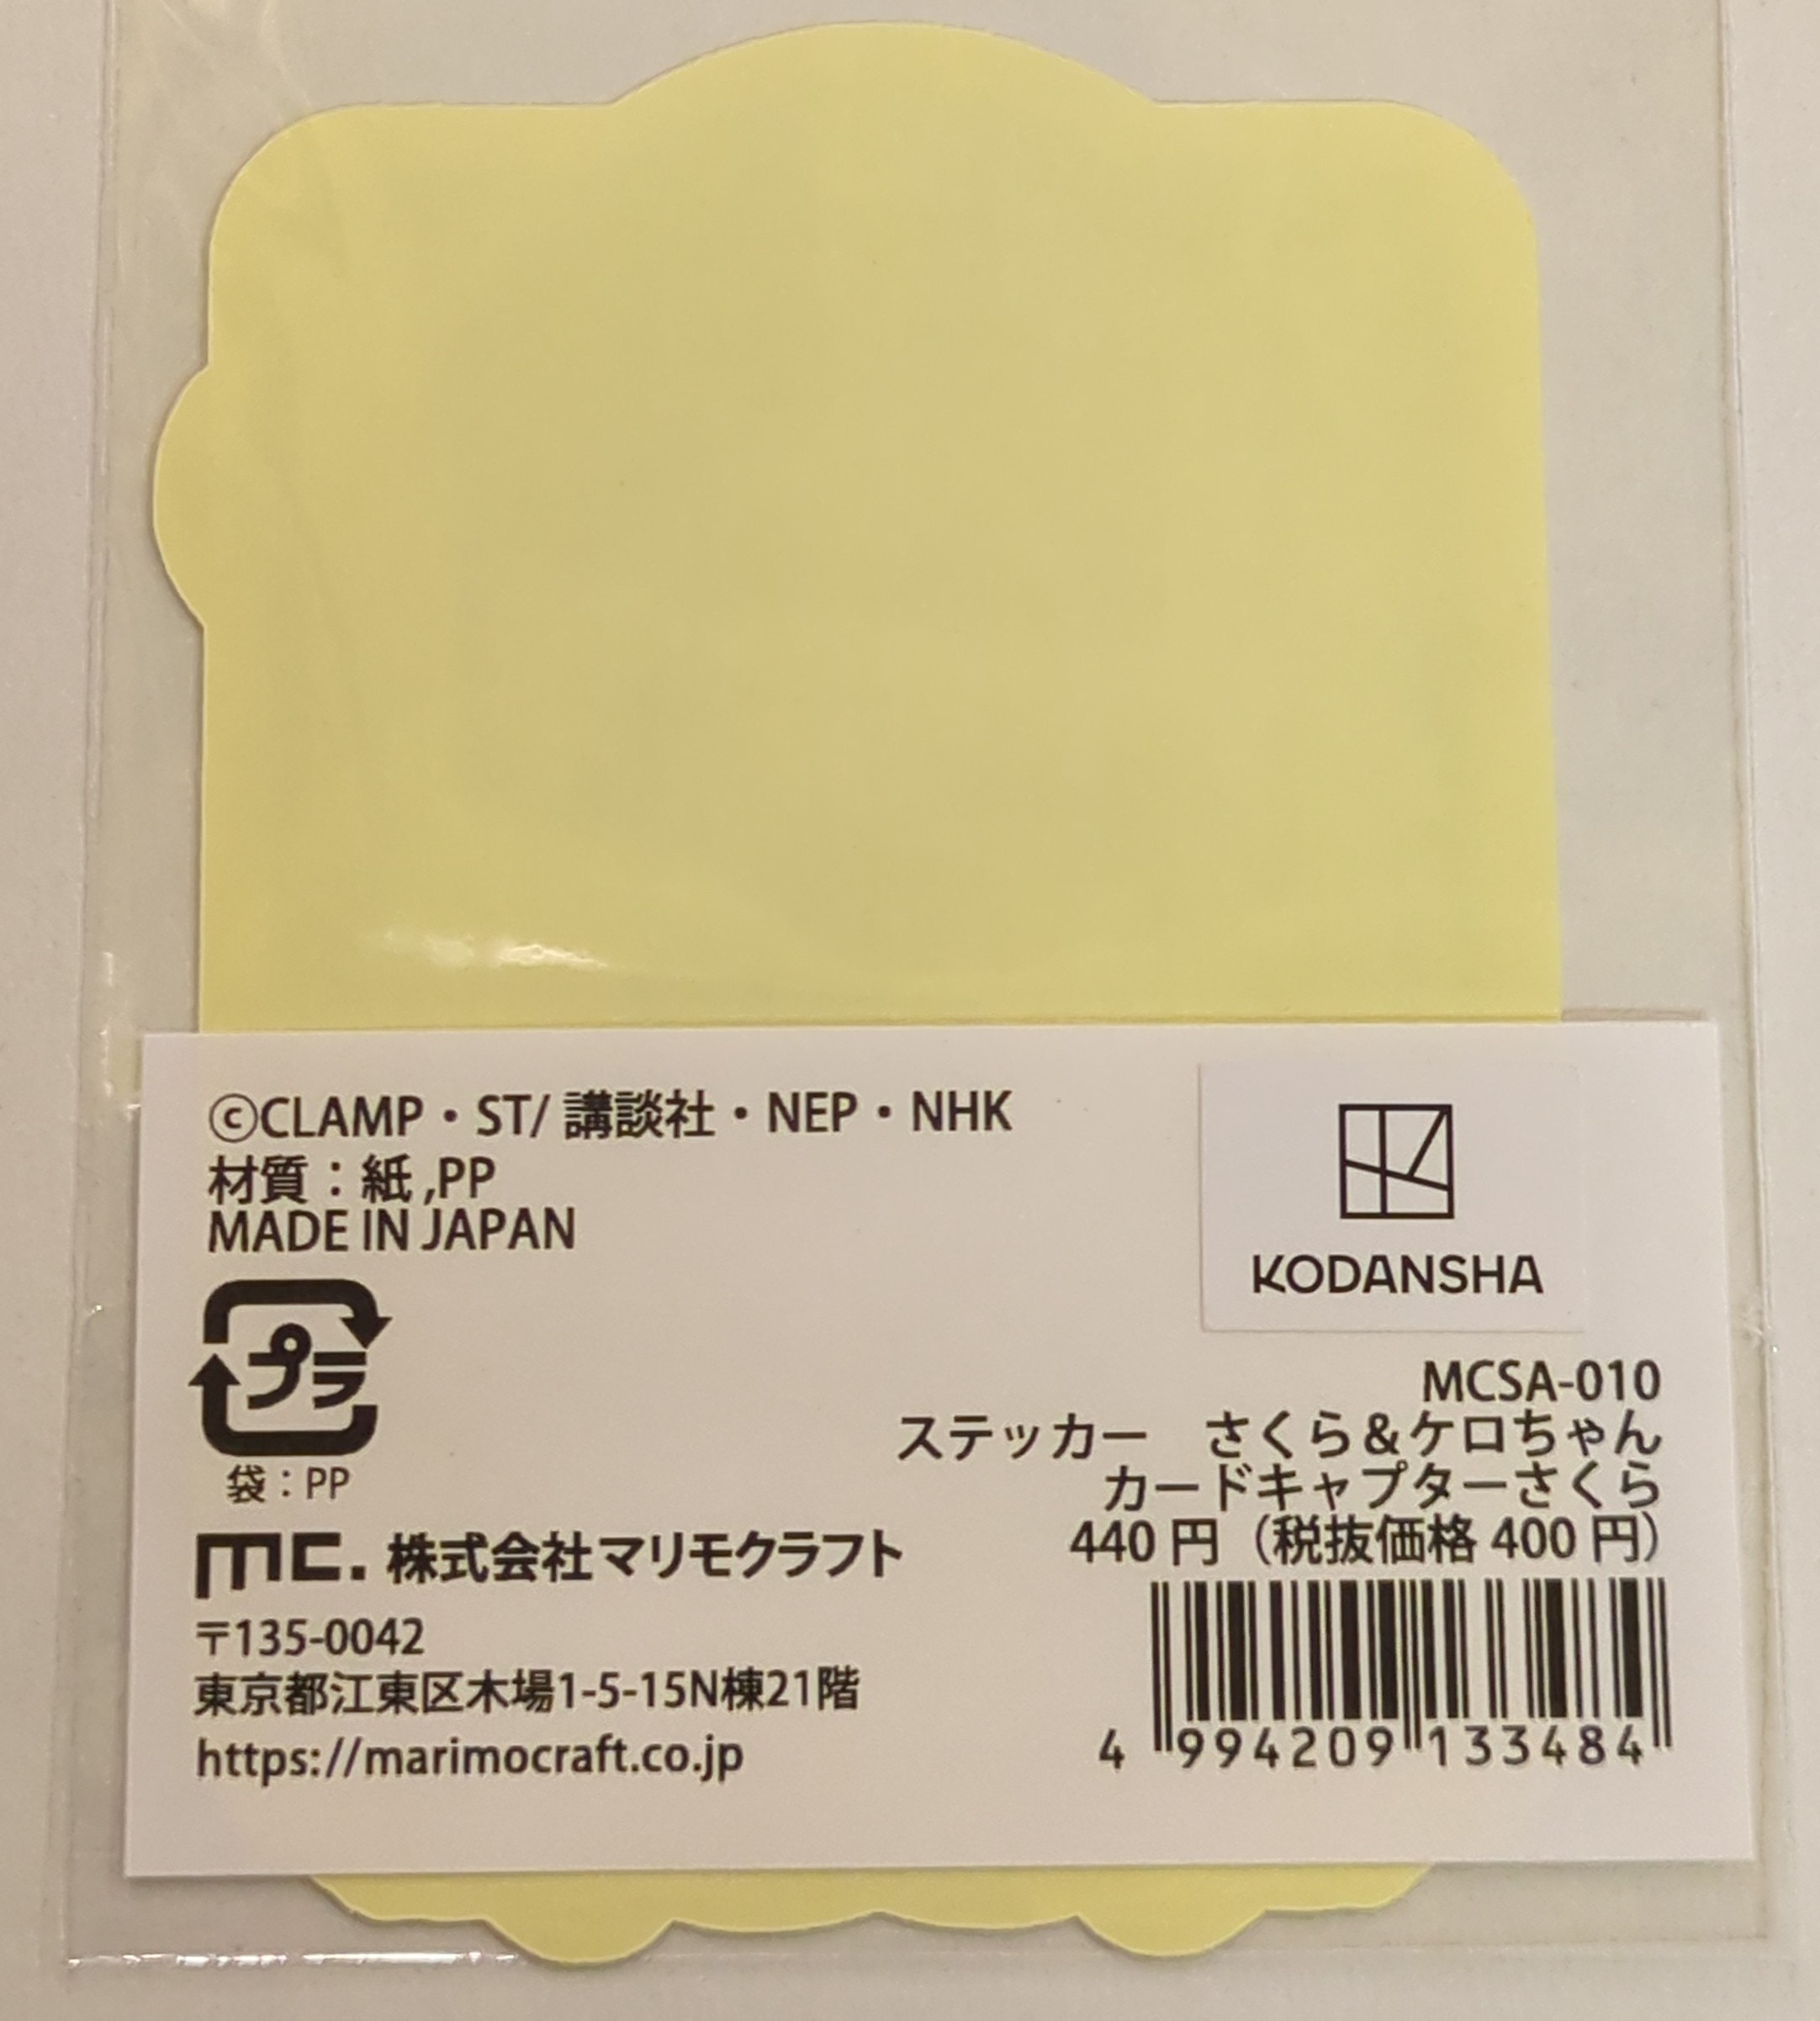 ©CLAMP・ST/ 講談社・NEP・NHK
材質：紙 ,PP
MADE IN JAPAN
プラ
袋：PP
KODANSHA
MCSA-010
ステッカー　さくら＆ケロちゃん
カードキャプターさくら
440 円（税抜価格 400 円）
mc. 株式会社マリモクラフト
〒135-0042
東京都江東区木場1-5-15N棟21階
https://marimocraft.co.jp
4 994209 133484